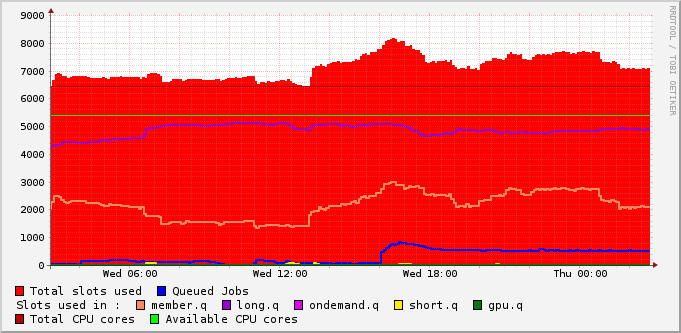 9000
8000
7000
6000
5000
4000
3000
2000
1000
0
Wed 06:00 Wed 12:00 Wed 18:00 Thu 00:00
RRDTOOL / TOBI OETIKER
Total slots used Queued Jobs
Slots used in : member.q long.q ondemand.q short.q gpu.q
Total CPU cores Available CPU cores